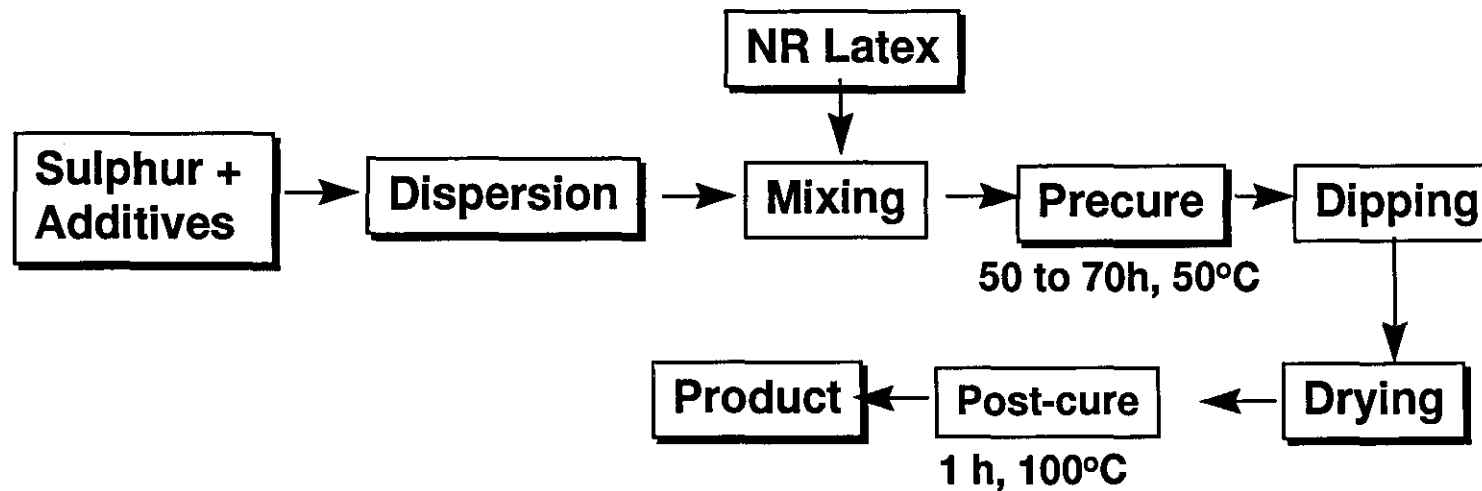 NR Latex
Sulphur +
Additives
Dispersion
Mixing
Precure
Dipping
50 to 70h, 50°C
Product
Post-cure
Drying
1 h, 100°C